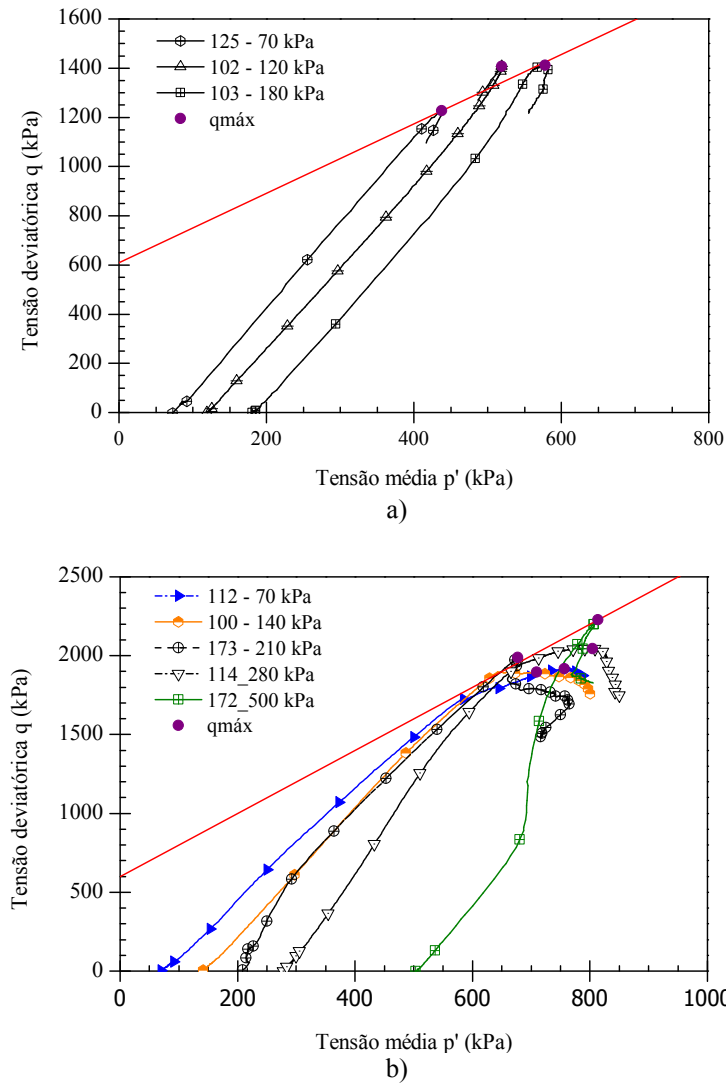 1600
1400
1200
1000
800
600
400
200
0
Tensão deviatórica q (kPa)
125 - 70 kPa
102 - 120 kPa
103 - 180 kPa
qmáx
0
200
400
600
800
Tensão média p' (kPa)
a)
2500
2000
1500
1000
500
0
Tensão deviatórica q (kPa)
112 - 70 kPa
100 - 140 kPa
173 - 210 kPa
114_280 kPa
172_500 kPa
qmáx
0
200
400
600
800
1000
Tensão média p' (kPa)
b)